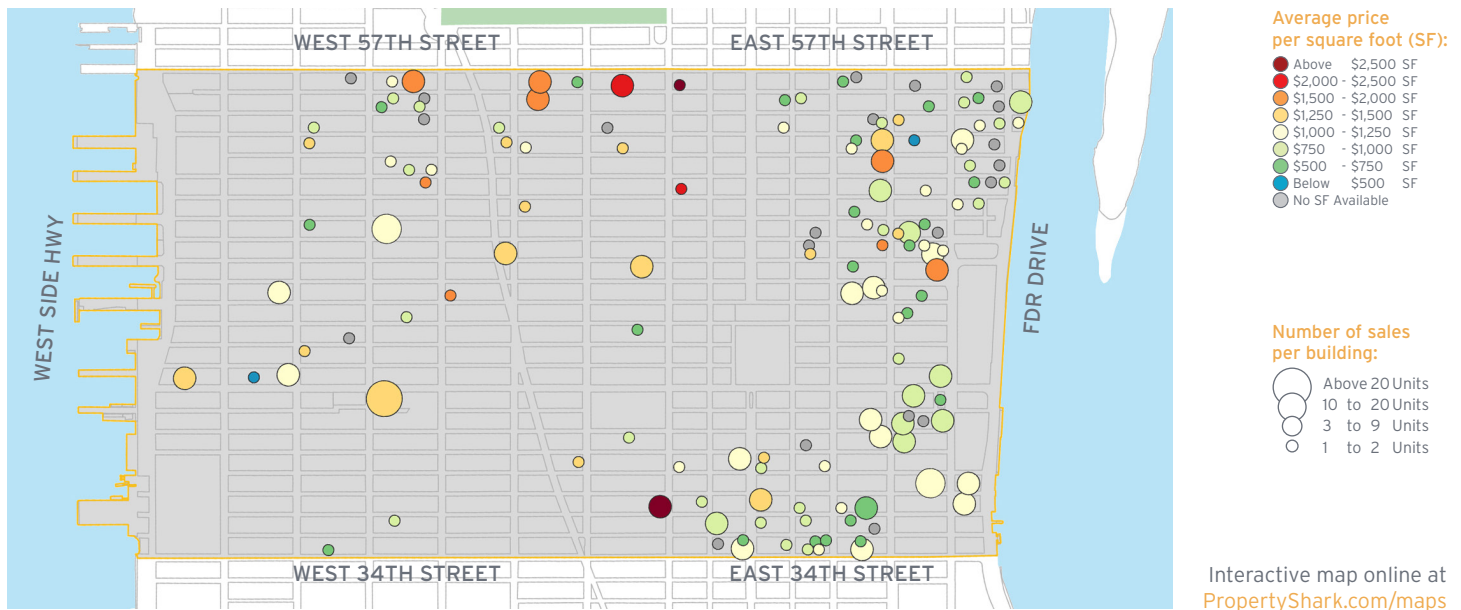 WEST 57TH STREET
EAST 57TH STREET
WEST SIDE HWY
FDR DRIVE
WEST 34TH STREET
EAST 34TH STREET
Average price
per square foot (SF):
Above $2,500 SF
$2,000 - $2,500 SF
$1,500 - $2,000 SF
$1,250 - $1,500 SF
$1,000 - $1,250 SF
$750 - $1,000 SF
$500 - $750 SF
Below $500 SF
No SF Available
Number of sales
per building:
Above 20 Units
10 to 20 Units
3 to 9 Units
1 to 2 Units
Interactive map online at
PropertyShark.com/maps